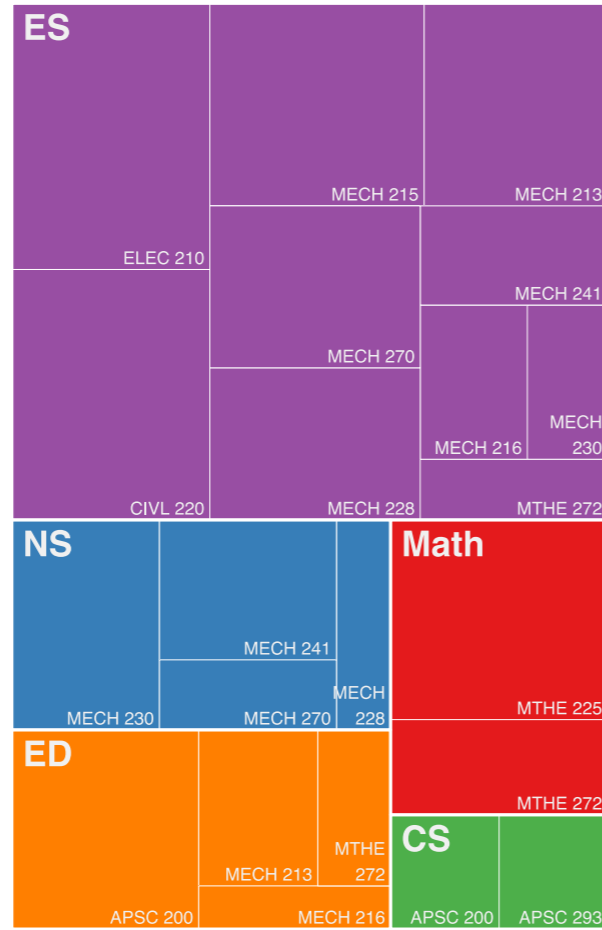 ES
MECH 215
MECH 213
ELEC 210
MECH 241
MECH 270
MECH 216
MECH
230
CIVL 220
MECH 228
MTHE 272
NS
MECH 241
MECH 230
MECH 270
MECH
228
Math
MTHE 225
MTHE 272
ED
MECH 213
MTHE
272
APSC 200
MECH 216
CS
APSC 200
APSC 293